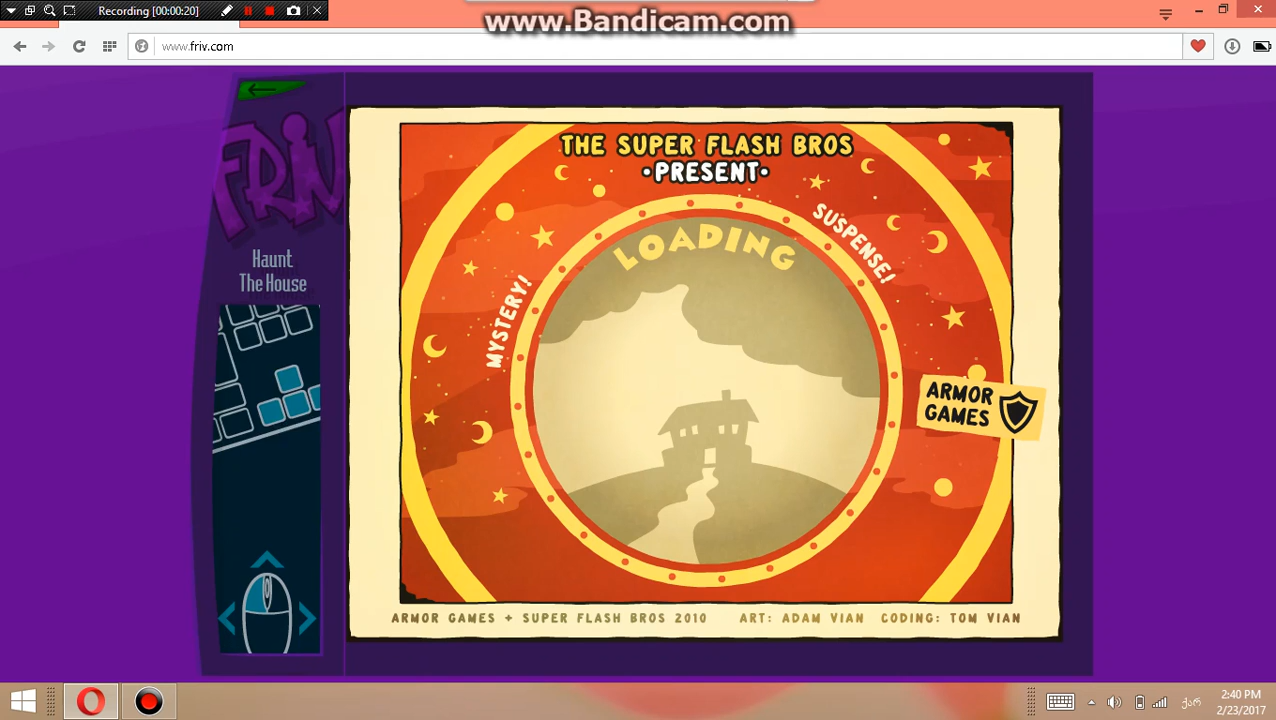 Recording [00:00:20]
www.Bandicam.com
www.friv.com
FRIV
Haunt
The House
THE SUPER FLASH BROS
•PRESENT•
LOADING
MYSTERY!
SUSPENSE!
ARMOR
GAMES
ARMOR GAMES + SUPER FLASH BROS 2010 ART: ADAM VIAN CODING: TOM VIAN
ქარ
2:40 PM
2/23/2017